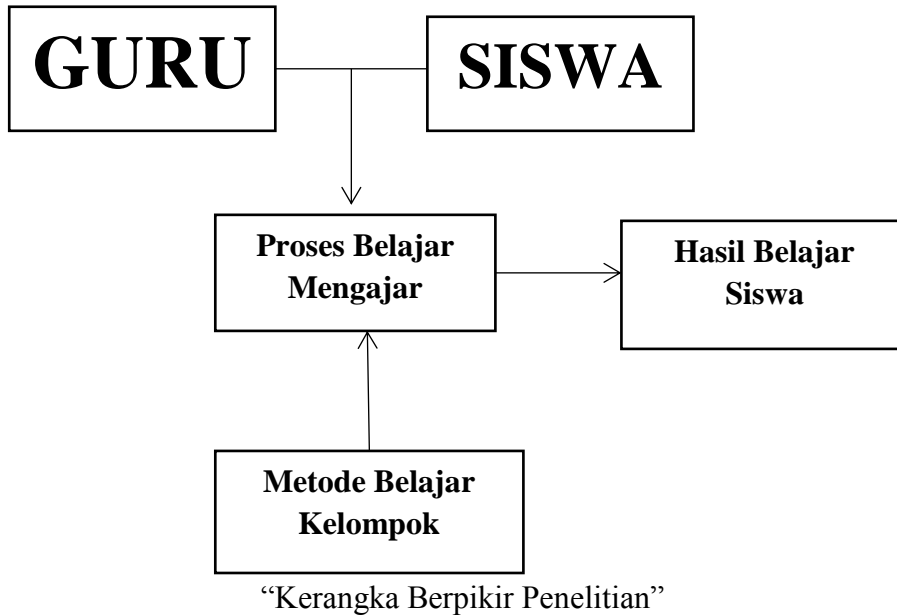 GURU
SISWA
Proses Belajar
Mengajar
Hasil Belajar
Siswa
Metode Belajar
Kelompok
“Kerangka Berpikir Penelitian”